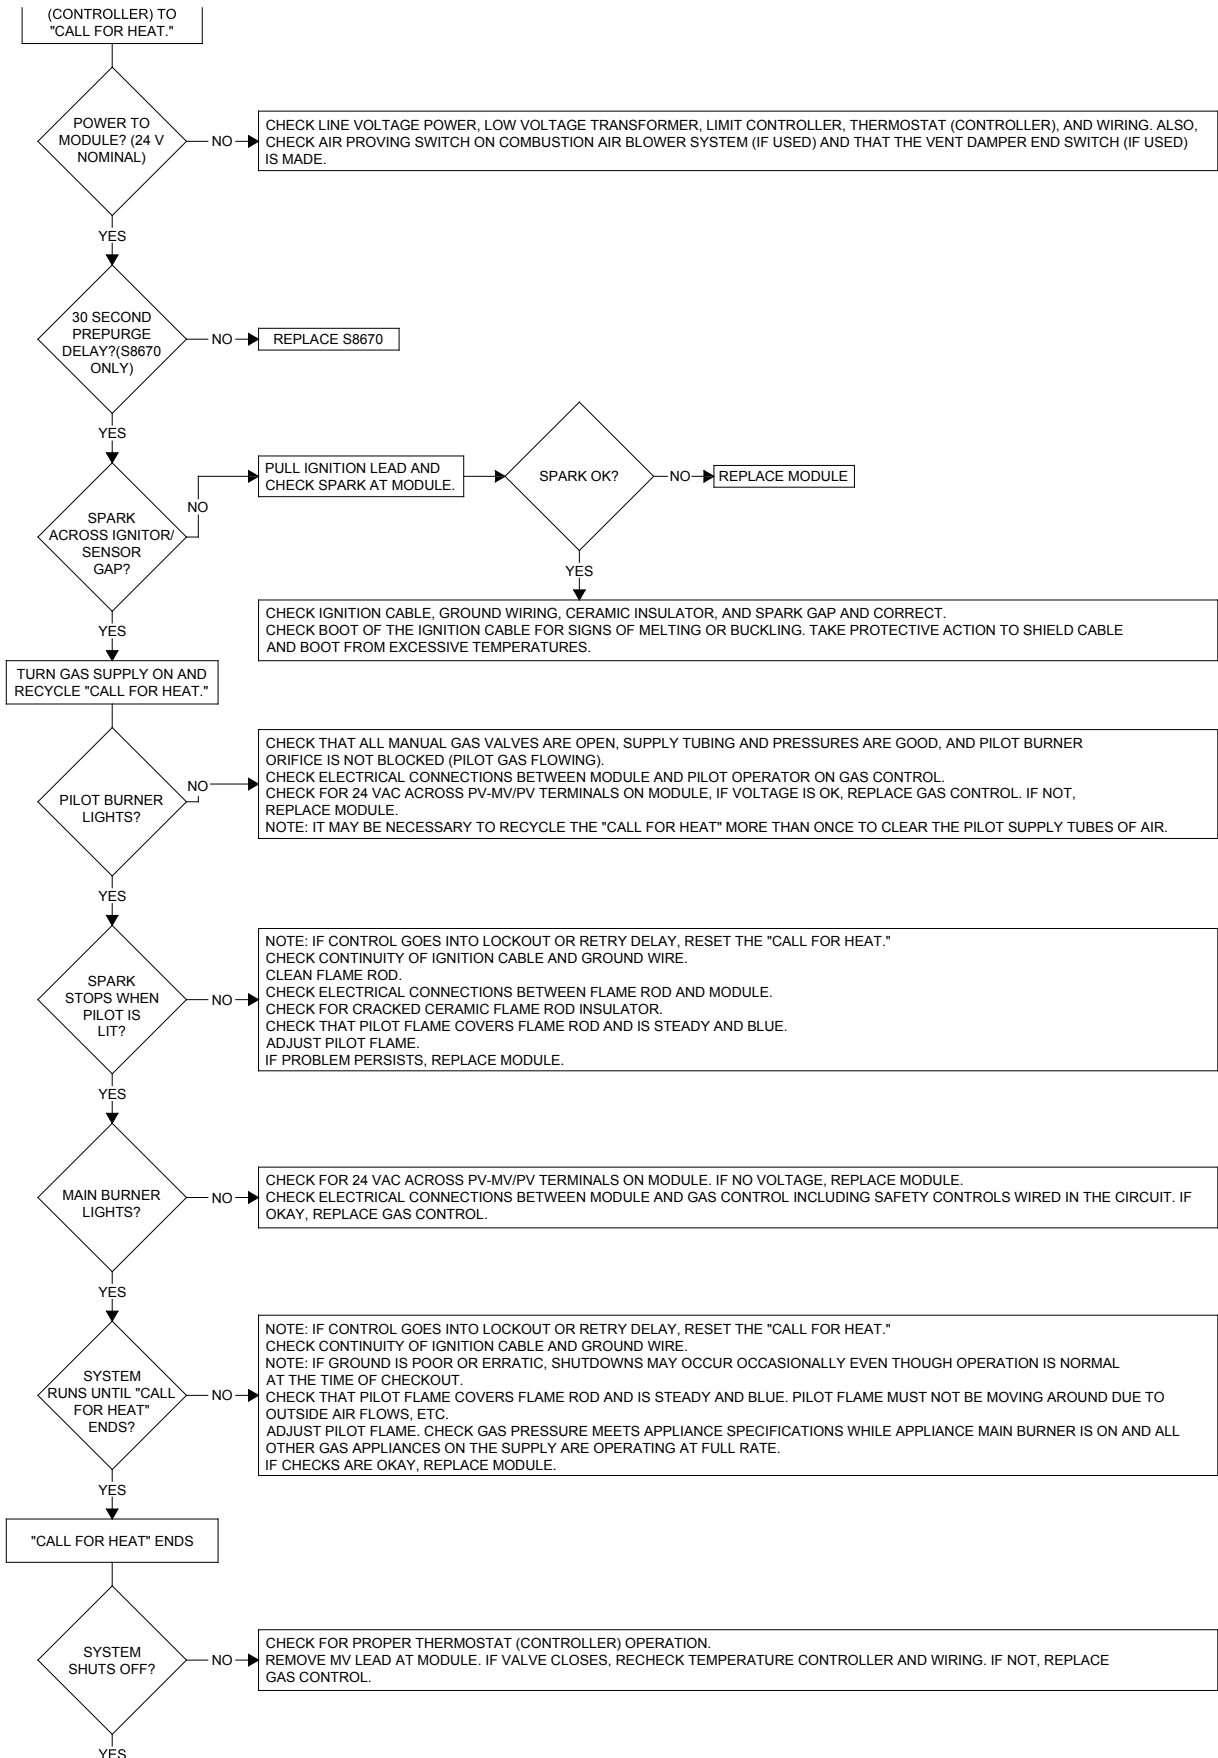 (CONTROLLER) TO
"CALL FOR HEAT."
POWER TO
MODULE? (24 V
NOMINAL)
NO
CHECK LINE VOLTAGE POWER, LOW VOLTAGE TRANSFORMER, LIMIT CONTROLLER, THERMOSTAT (CONTROLLER), AND WIRING. ALSO,
CHECK AIR PROVING SWITCH ON COMBUSTION AIR BLOWER SYSTEM (IF USED) AND THAT THE VENT DAMPER END SWITCH (IF USED)
IS MADE.
YES
30 SECOND
PREPURGE
DELAY?(S8670
ONLY)
NO
REPLACE S8670
YES
SPARK
ACROSS IGNITOR/
SENSOR
GAP?
NO
PULL IGNITION LEAD AND
CHECK SPARK AT MODULE.
SPARK OK?
NO
REPLACE MODULE
YES
CHECK IGNITION CABLE, GROUND WIRING, CERAMIC INSULATOR, AND SPARK GAP AND CORRECT.
CHECK BOOT OF THE IGNITION CABLE FOR SIGNS OF MELTING OR BUCKLING. TAKE PROTECTIVE ACTION TO SHIELD CABLE
AND BOOT FROM EXCESSIVE TEMPERATURES.
YES
TURN GAS SUPPLY ON AND
RECYCLE "CALL FOR HEAT."
PILOT BURNER
LIGHTS?
NO
CHECK THAT ALL MANUAL GAS VALVES ARE OPEN, SUPPLY TUBING AND PRESSURES ARE GOOD, AND PILOT BURNER
ORIFICE IS NOT BLOCKED (PILOT GAS FLOWING).
CHECK ELECTRICAL CONNECTIONS BETWEEN MODULE AND PILOT OPERATOR ON GAS CONTROL.
CHECK FOR 24 VAC ACROSS PV-MV/PV TERMINALS ON MODULE, IF VOLTAGE IS OK, REPLACE GAS CONTROL. IF NOT,
REPLACE MODULE.
NOTE: IT MAY BE NECESSARY TO RECYCLE THE "CALL FOR HEAT" MORE THAN ONCE TO CLEAR THE PILOT SUPPLY TUBES OF AIR.
YES
SPARK
STOPS WHEN
PILOT IS
LIT?
NO
NOTE: IF CONTROL GOES INTO LOCKOUT OR RETRY DELAY, RESET THE "CALL FOR HEAT."
CHECK CONTINUITY OF IGNITION CABLE AND GROUND WIRE.
CLEAN FLAME ROD.
CHECK ELECTRICAL CONNECTIONS BETWEEN FLAME ROD AND MODULE.
CHECK FOR CRACKED CERAMIC FLAME ROD INSULATOR.
CHECK THAT PILOT FLAME COVERS FLAME ROD AND IS STEADY AND BLUE.
ADJUST PILOT FLAME.
IF PROBLEM PERSISTS, REPLACE MODULE.
YES
MAIN BURNER
LIGHTS?
NO
CHECK FOR 24 VAC ACROSS PV-MV/PV TERMINALS ON MODULE. IF NO VOLTAGE, REPLACE MODULE.
CHECK ELECTRICAL CONNECTIONS BETWEEN MODULE AND GAS CONTROL INCLUDING SAFETY CONTROLS WIRED IN THE CIRCUIT. IF
OKAY, REPLACE GAS CONTROL.
YES
SYSTEM
RUNS UNTIL "CALL
FOR HEAT"
ENDS?
NO
NOTE: IF CONTROL GOES INTO LOCKOUT OR RETRY DELAY, RESET THE "CALL FOR HEAT."
CHECK CONTINUITY OF IGNITION CABLE AND GROUND WIRE.
NOTE: IF GROUND IS POOR OR ERRATIC, SHUTDOWNS MAY OCCUR OCCASIONALLY EVEN THOUGH OPERATION IS NORMAL
AT THE TIME OF CHECKOUT.
CHECK THAT PILOT FLAME COVERS FLAME ROD AND IS STEADY AND BLUE. PILOT FLAME MUST NOT BE MOVING AROUND DUE TO
OUTSIDE AIR FLOWS, ETC.
ADJUST PILOT FLAME. CHECK GAS PRESSURE MEETS APPLIANCE SPECIFICATIONS WHILE APPLIANCE MAIN BURNER IS ON AND ALL
OTHER GAS APPLIANCES ON THE SUPPLY ARE OPERATING AT FULL RATE.
IF CHECKS ARE OKAY, REPLACE MODULE.
YES
"CALL FOR HEAT" ENDS
SYSTEM
SHUTS OFF?
NO
CHECK FOR PROPER THERMOSTAT (CONTROLLER) OPERATION.
REMOVE MV LEAD AT MODULE. IF VALVE CLOSES, RECHECK TEMPERATURE CONTROLLER AND WIRING. IF NOT, REPLACE
GAS CONTROL.
YES